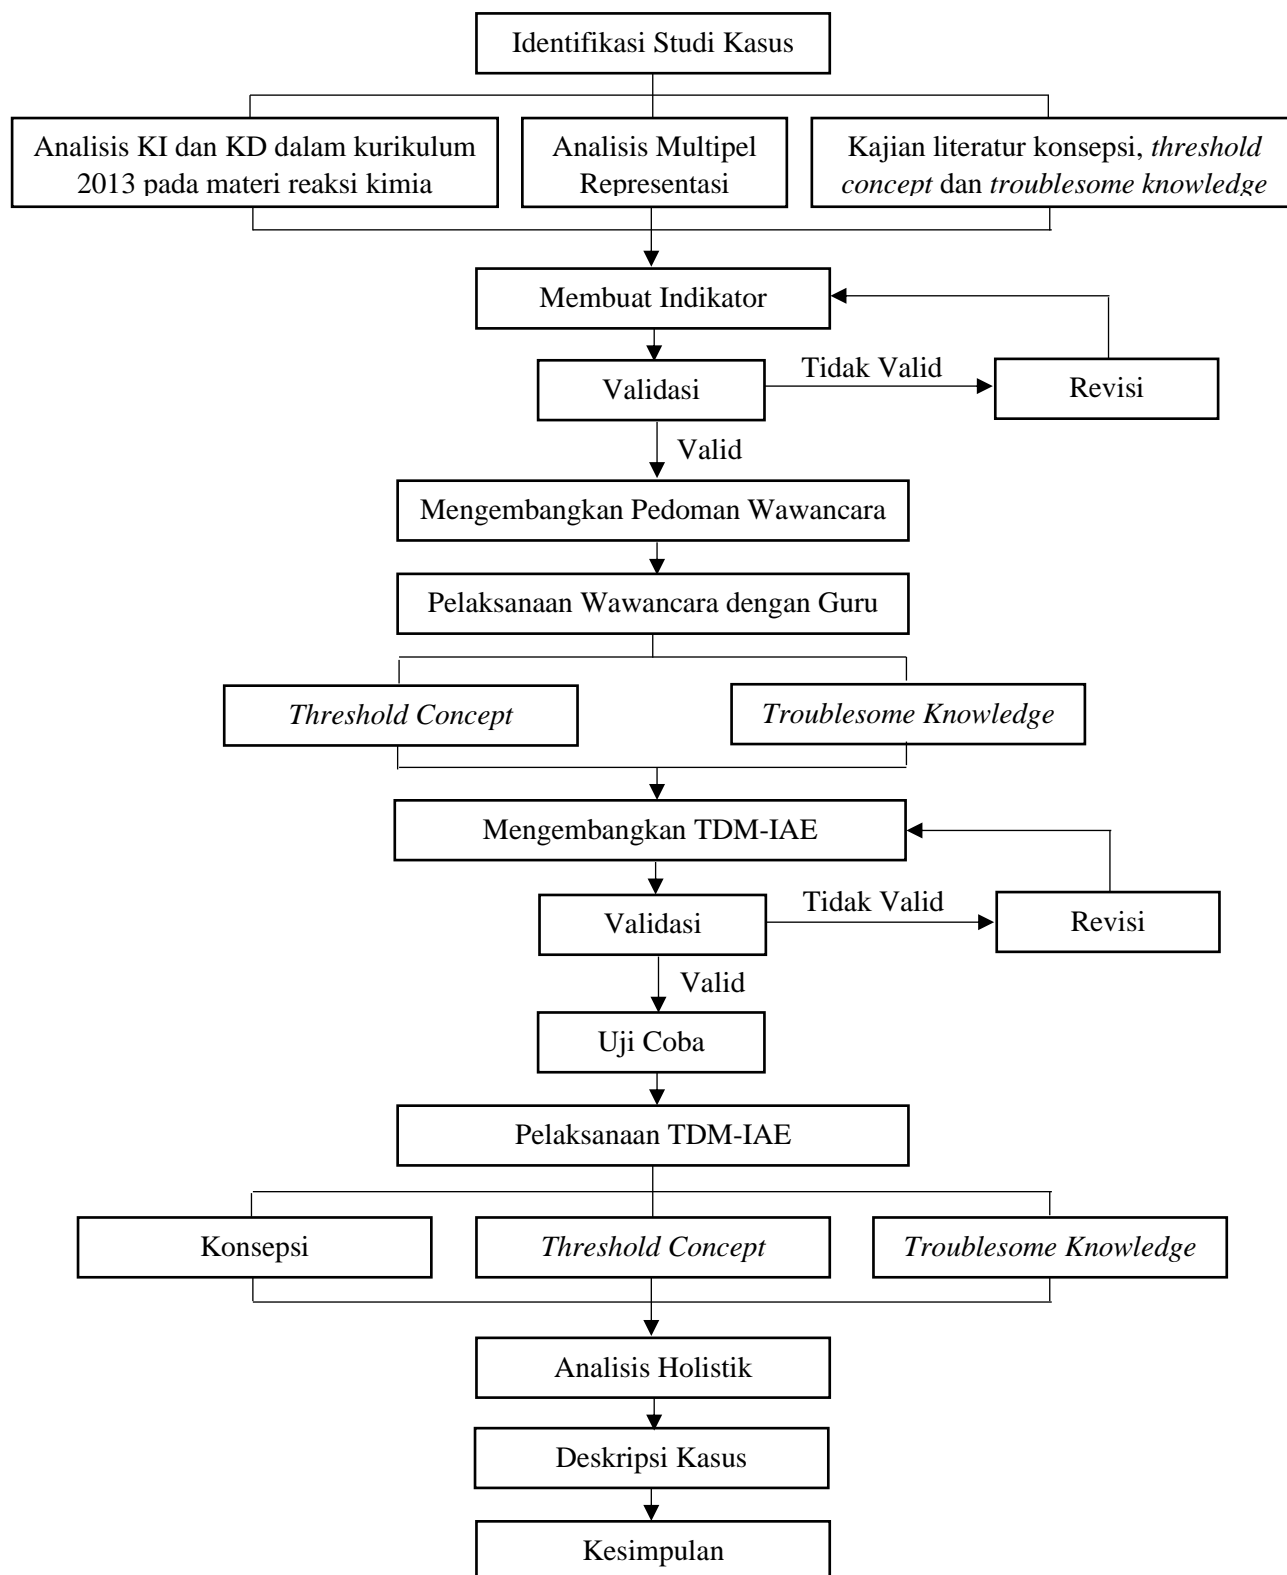 Identifikasi Studi Kasus
Analisis KI dan KD dalam kurikulum
2013 pada materi reaksi kimia
Analisis Multipel
Representasi
Kajian literatur konsepsi, threshold
concept dan troublesome knowledge
Membuat Indikator
Validasi
Tidak Valid
Revisi
Valid
Mengembangkan Pedoman Wawancara
Pelaksanaan Wawancara dengan Guru
Threshold Concept
Troublesome Knowledge
Mengembangkan TDM-IAE
Validasi
Tidak Valid
Revisi
Valid
Uji Coba
Pelaksanaan TDM-IAE
Konsepsi
Threshold Concept
Troublesome Knowledge
Analisis Holistik
Deskripsi Kasus
Kesimpulan